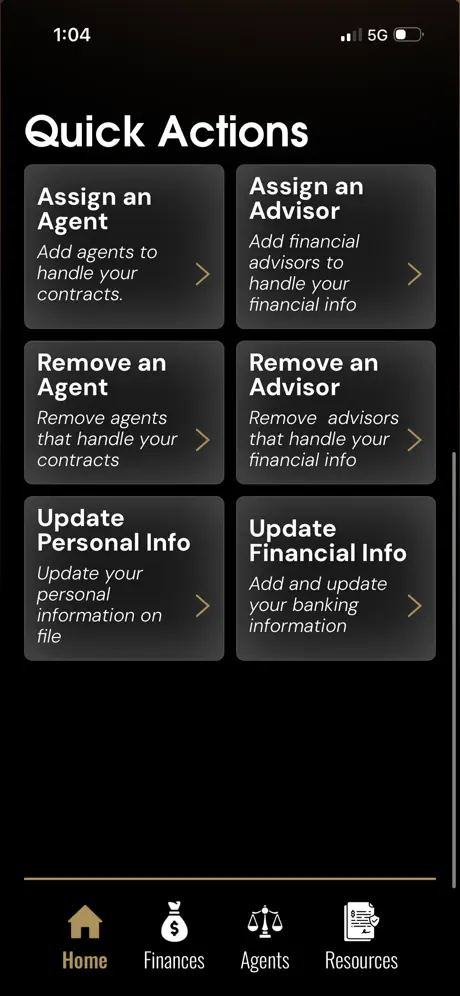 1:04
5G
Quick Actions
Assign an
Agent
Add agents to
handle your
contracts.
Assign an
Advisor
Add financial
advisors to
handle your
financial info
Remove an
Agent
Remove agents
that handle your
contracts
Remove an
Advisor
Remove  advisors
that handle your
financial info
Update
Personal Info
Update your
personal
information on
file
Update
Financial Info
Add and update
your banking
information
Home
Finances
Agents
Resources